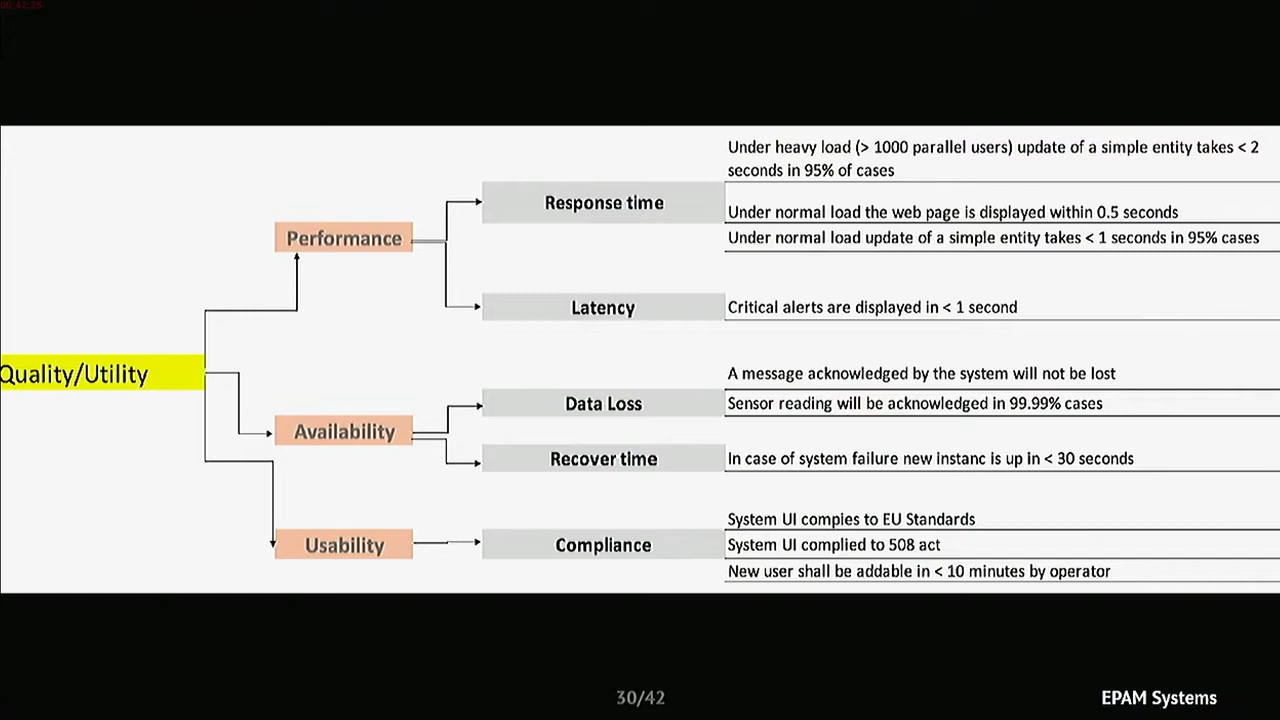 00:42:25
Under heavy load (> 1000 parallel users) update of a simple entity takes < 2
seconds in 95% of cases
Response time
Under normal load the web page is displayed within 0.5 seconds
Performance
Under normal load update of a simple entity takes < 1 seconds in 95% cases
Latency
Critical alerts are displayed in < 1 second
Quality/Utility
A message acknowledged by the system will not be lost
Data Loss
Sensor reading will be acknowledged in 99.99% cases
Availability
Recover time
In case of system failure new instanc is up in < 30 seconds
System UI compies to EU Standards
Usability
Compliance
System UI complied to 508 act
New user shall be addable in < 10 minutes by operator
30/42
EPAM Systems